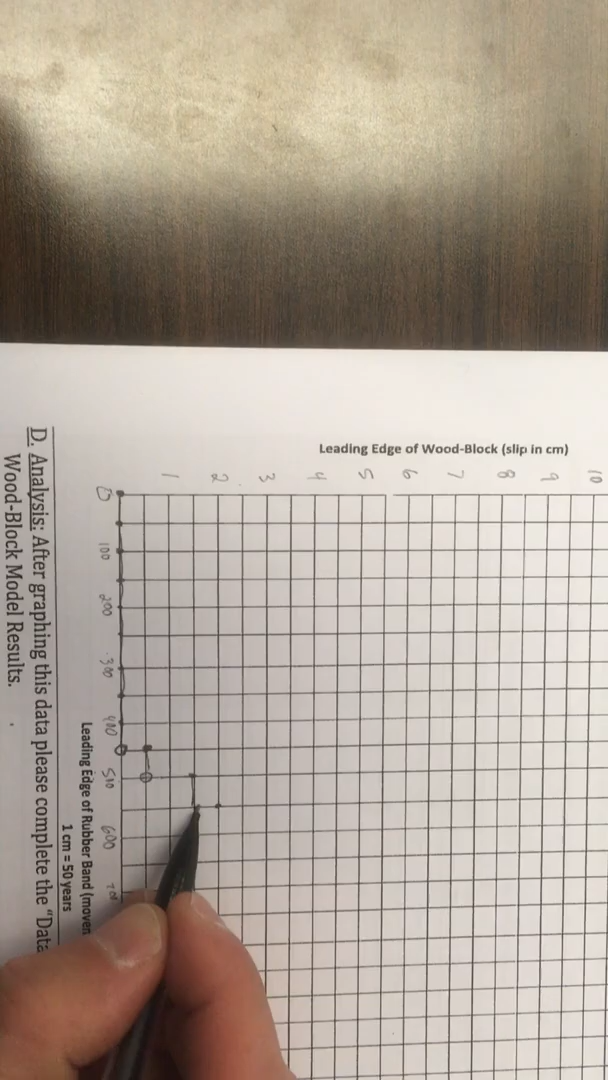 Leading Edge of Wood-Block (slip in cm)
10
9
8
7
6
5
4
3
2
1
0 100 200 300 400 500 600
Leading Edge of Rubber Band
1 cm = 50 years
D. Analysis: After graphing this data please complete the "Data
Wood-Block Model Results.